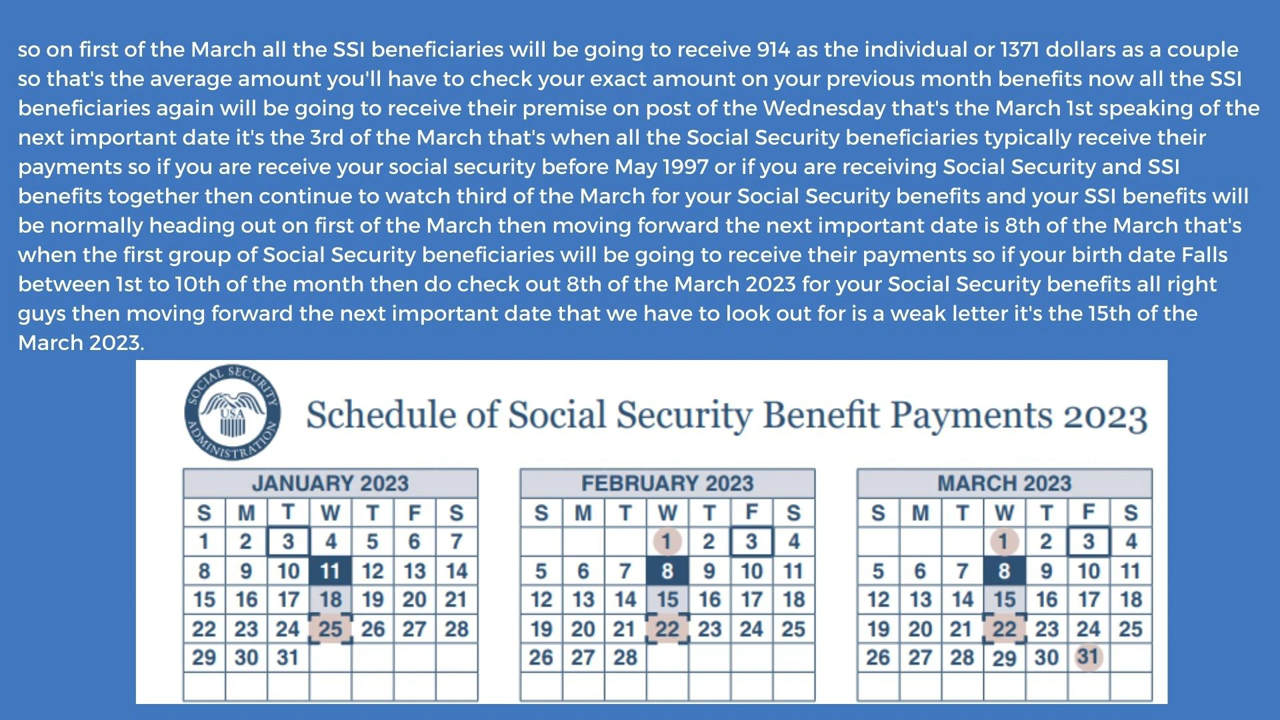 so on first of the March all the SSI beneficiaries will be going to receive 914 as the individual or 1371 dollars as a couple
so that's the average amount you'll have to check your exact amount on your previous month benefits now all the SSI
beneficiaries again will be going to receive their premise on post of the Wednesday that's the March 1st speaking of the
next important date it's the 3rd of the March that's when all the Social Security beneficiaries typically receive their
payments so if you are receive your social security before May 1997 or if you are receiving Social Security and SSI
benefits together then continue to watch third of the March for your Social Security benefits and your SSI benefits will
be normally heading out on first of the March then moving forward the next important date is 8th of the March that's
when the first group of Social Security beneficiaries will be going to receive their payments so if your birth date Falls
between 1st to 10th of the month then do check out 8th of the March 2023 for your Social Security benefits all right
guys then moving forward the next important date that we have to look out for is a weak letter it's the 15th of the
March 2023.
SOCIAL SECURITY
USA
ADMINISTRATION
Schedule of Social Security Benefit Payments 2023
JANUARY 2023
S M T W T F S
1 2 3 4 5 6 7
8 9 10 11 12 13 14
15 16 17 18 19 20 21
22 23 24 25 26 27 28
29 30 31
FEBRUARY 2023
S M T W T F S
1 2 3 4
5 6 7 8 9 10 11
12 13 14 15 16 17 18
19 20 21 22 23 24 25
26 27 28
MARCH 2023
S M T W T F S
1 2 3 4
5 6 7 8 9 10 11
12 13 14 15 16 17 18
19 20 21 22 23 24 25
26 27 28 29 30 31